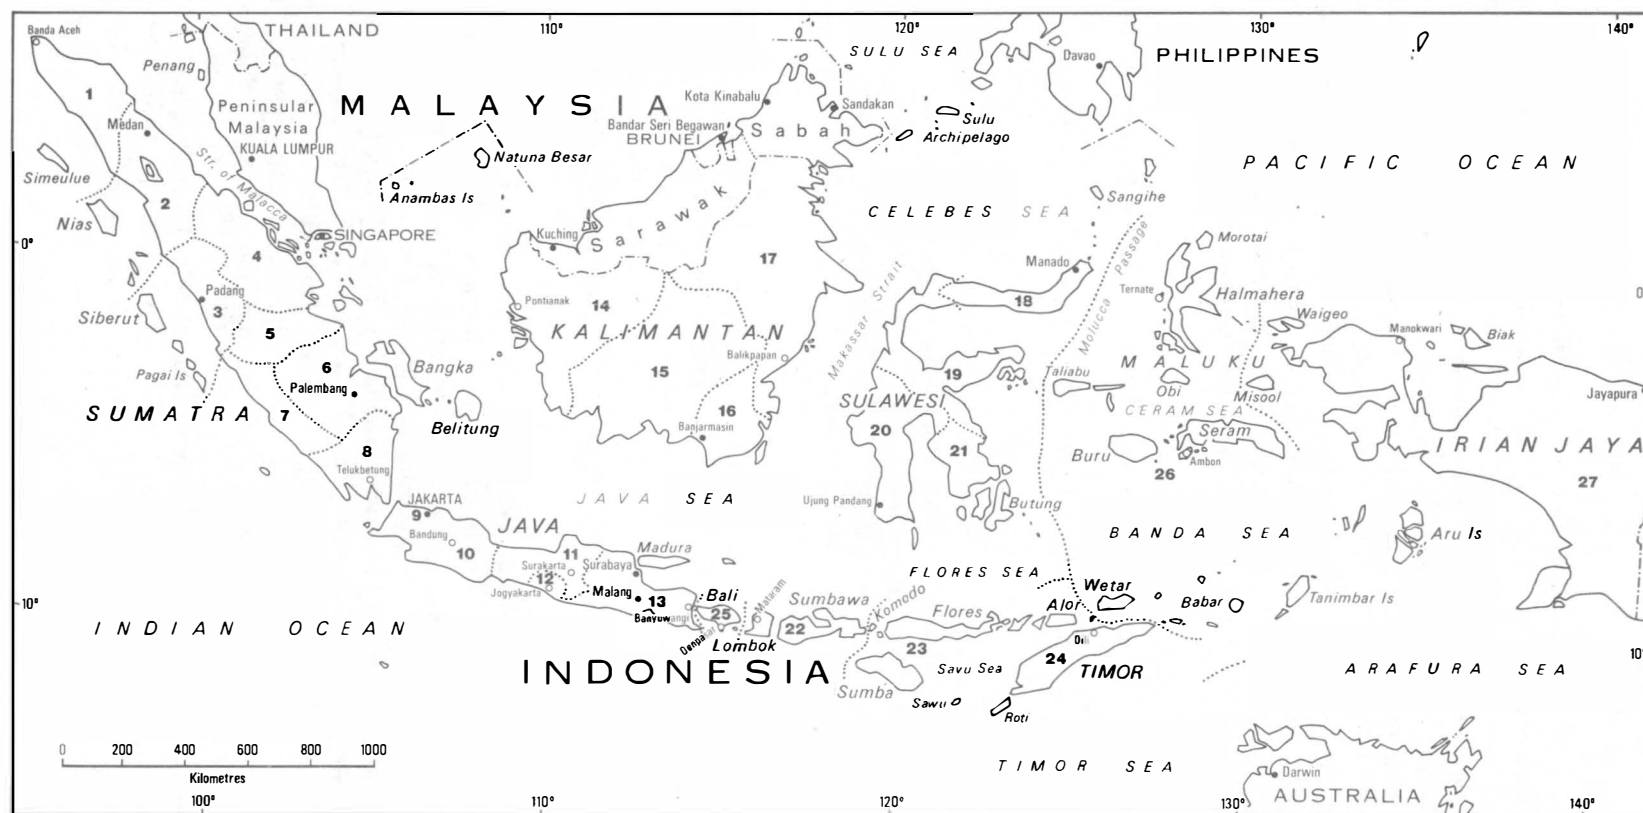 110°
120°
130°
140°
Banda Aceh
THAILAND
SULU SEA
Davao
PHILIPPINES
Penang
1
Peninsular
Malaysia
KUALA LUMPUR
MALAYSIA
Kota Kinabalu
Sandakan
Sabah
Sulu
Archipelago
Medan
Bandar Seri Begawan
BRUNEI
Natuna Besar
Anambas Is
PACIFIC OCEAN
Simeulue
Str. of Malacca
2
Nias
Sarawak
CELEBES SEA
Sangihe
SINGAPORE
Kuching
0°
4
17
Manado
Morotai
Molucca Passage
Makassar Strait
Padang
3
Siberut
Pontianak
14
18
Ternate
Halmahera
Waigeo
Manokwari
Biak
5
KALIMANTAN
6
Bangka
Balikpapan
MALUKU
Pagai Is
Palembang
15
19
Taliabu
Obi
Misool
Jayapura
SUMATRA
7
Belitung
16
SULAWESI
CERAM SEA
Banjarmasin
20
Seram
IRIAN JAYA
8
21
Buru
Ambon
26
Telukbetung
27
JAKARTA
9
JAVA SEA
Ujung Pandang
Butung
JAVA
Bandung
10
11
Madura
BANDA SEA
Aru Is
Surakarta
Surabaya
12
Jogyakarta
FLORES SEA
Wetar
Malang
13
Bali
Mataram
Sumbawa
Komodo
Flores
Alor
Babar
Tanimbar Is
10°
Banyuwangi
25
Denpasar
Lombok
22
23
Dili
INDIAN OCEAN
INDONESIA
Savu Sea
24
TIMOR
ARAFURA SEA
Sumba
Sawu
Roti
0 200 400 600 800 1000
Kilometres
TIMOR SEA
Darwin
AUSTRALIA
100°
110°
120°
130°
140°